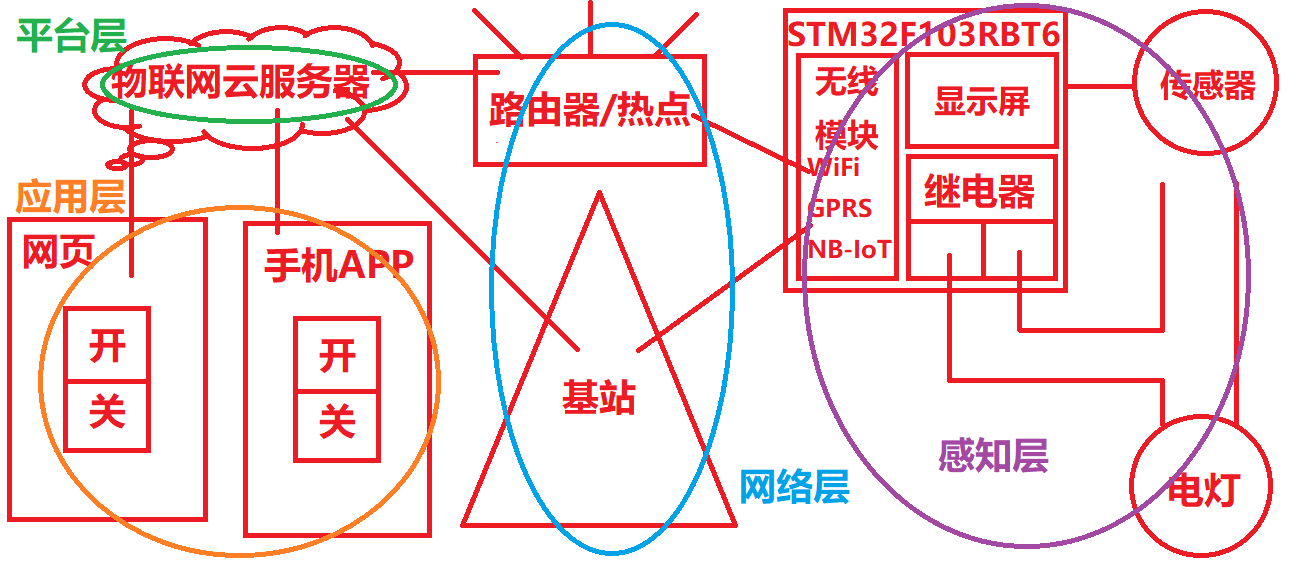 平台层
物联网云服务器
应用层
网页
开
关
手机APP
开
关
路由器/热点
基站
网络层
STM32F103RBT6
无线
模块
WiFi
GPRS
NB-IoT
显示屏
继电器
传感器
感知层
电灯